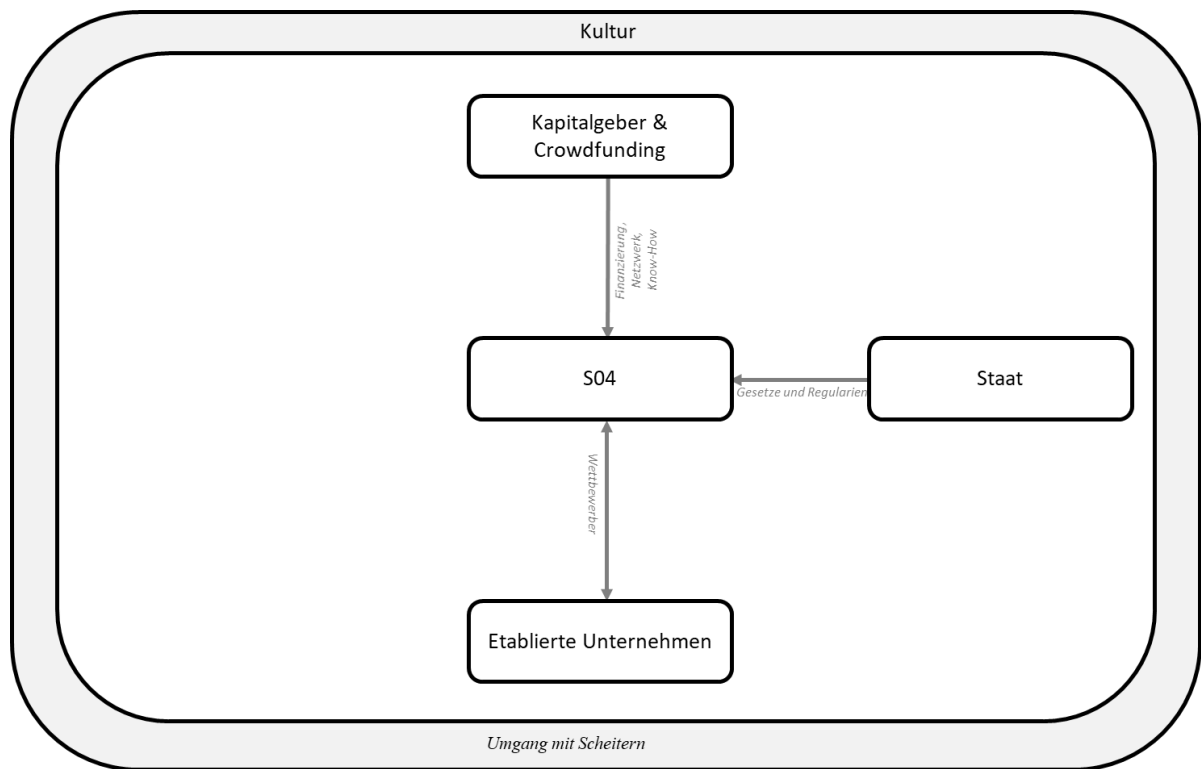 Kultur
Kapitalgeber &
Crowdfunding
Finanzierung,
Netzwerk,
Know-How
S04
Gesetze und Regularien
Staat
Wettbewerber
Etablierte Unternehmen
Umgang mit Scheitern